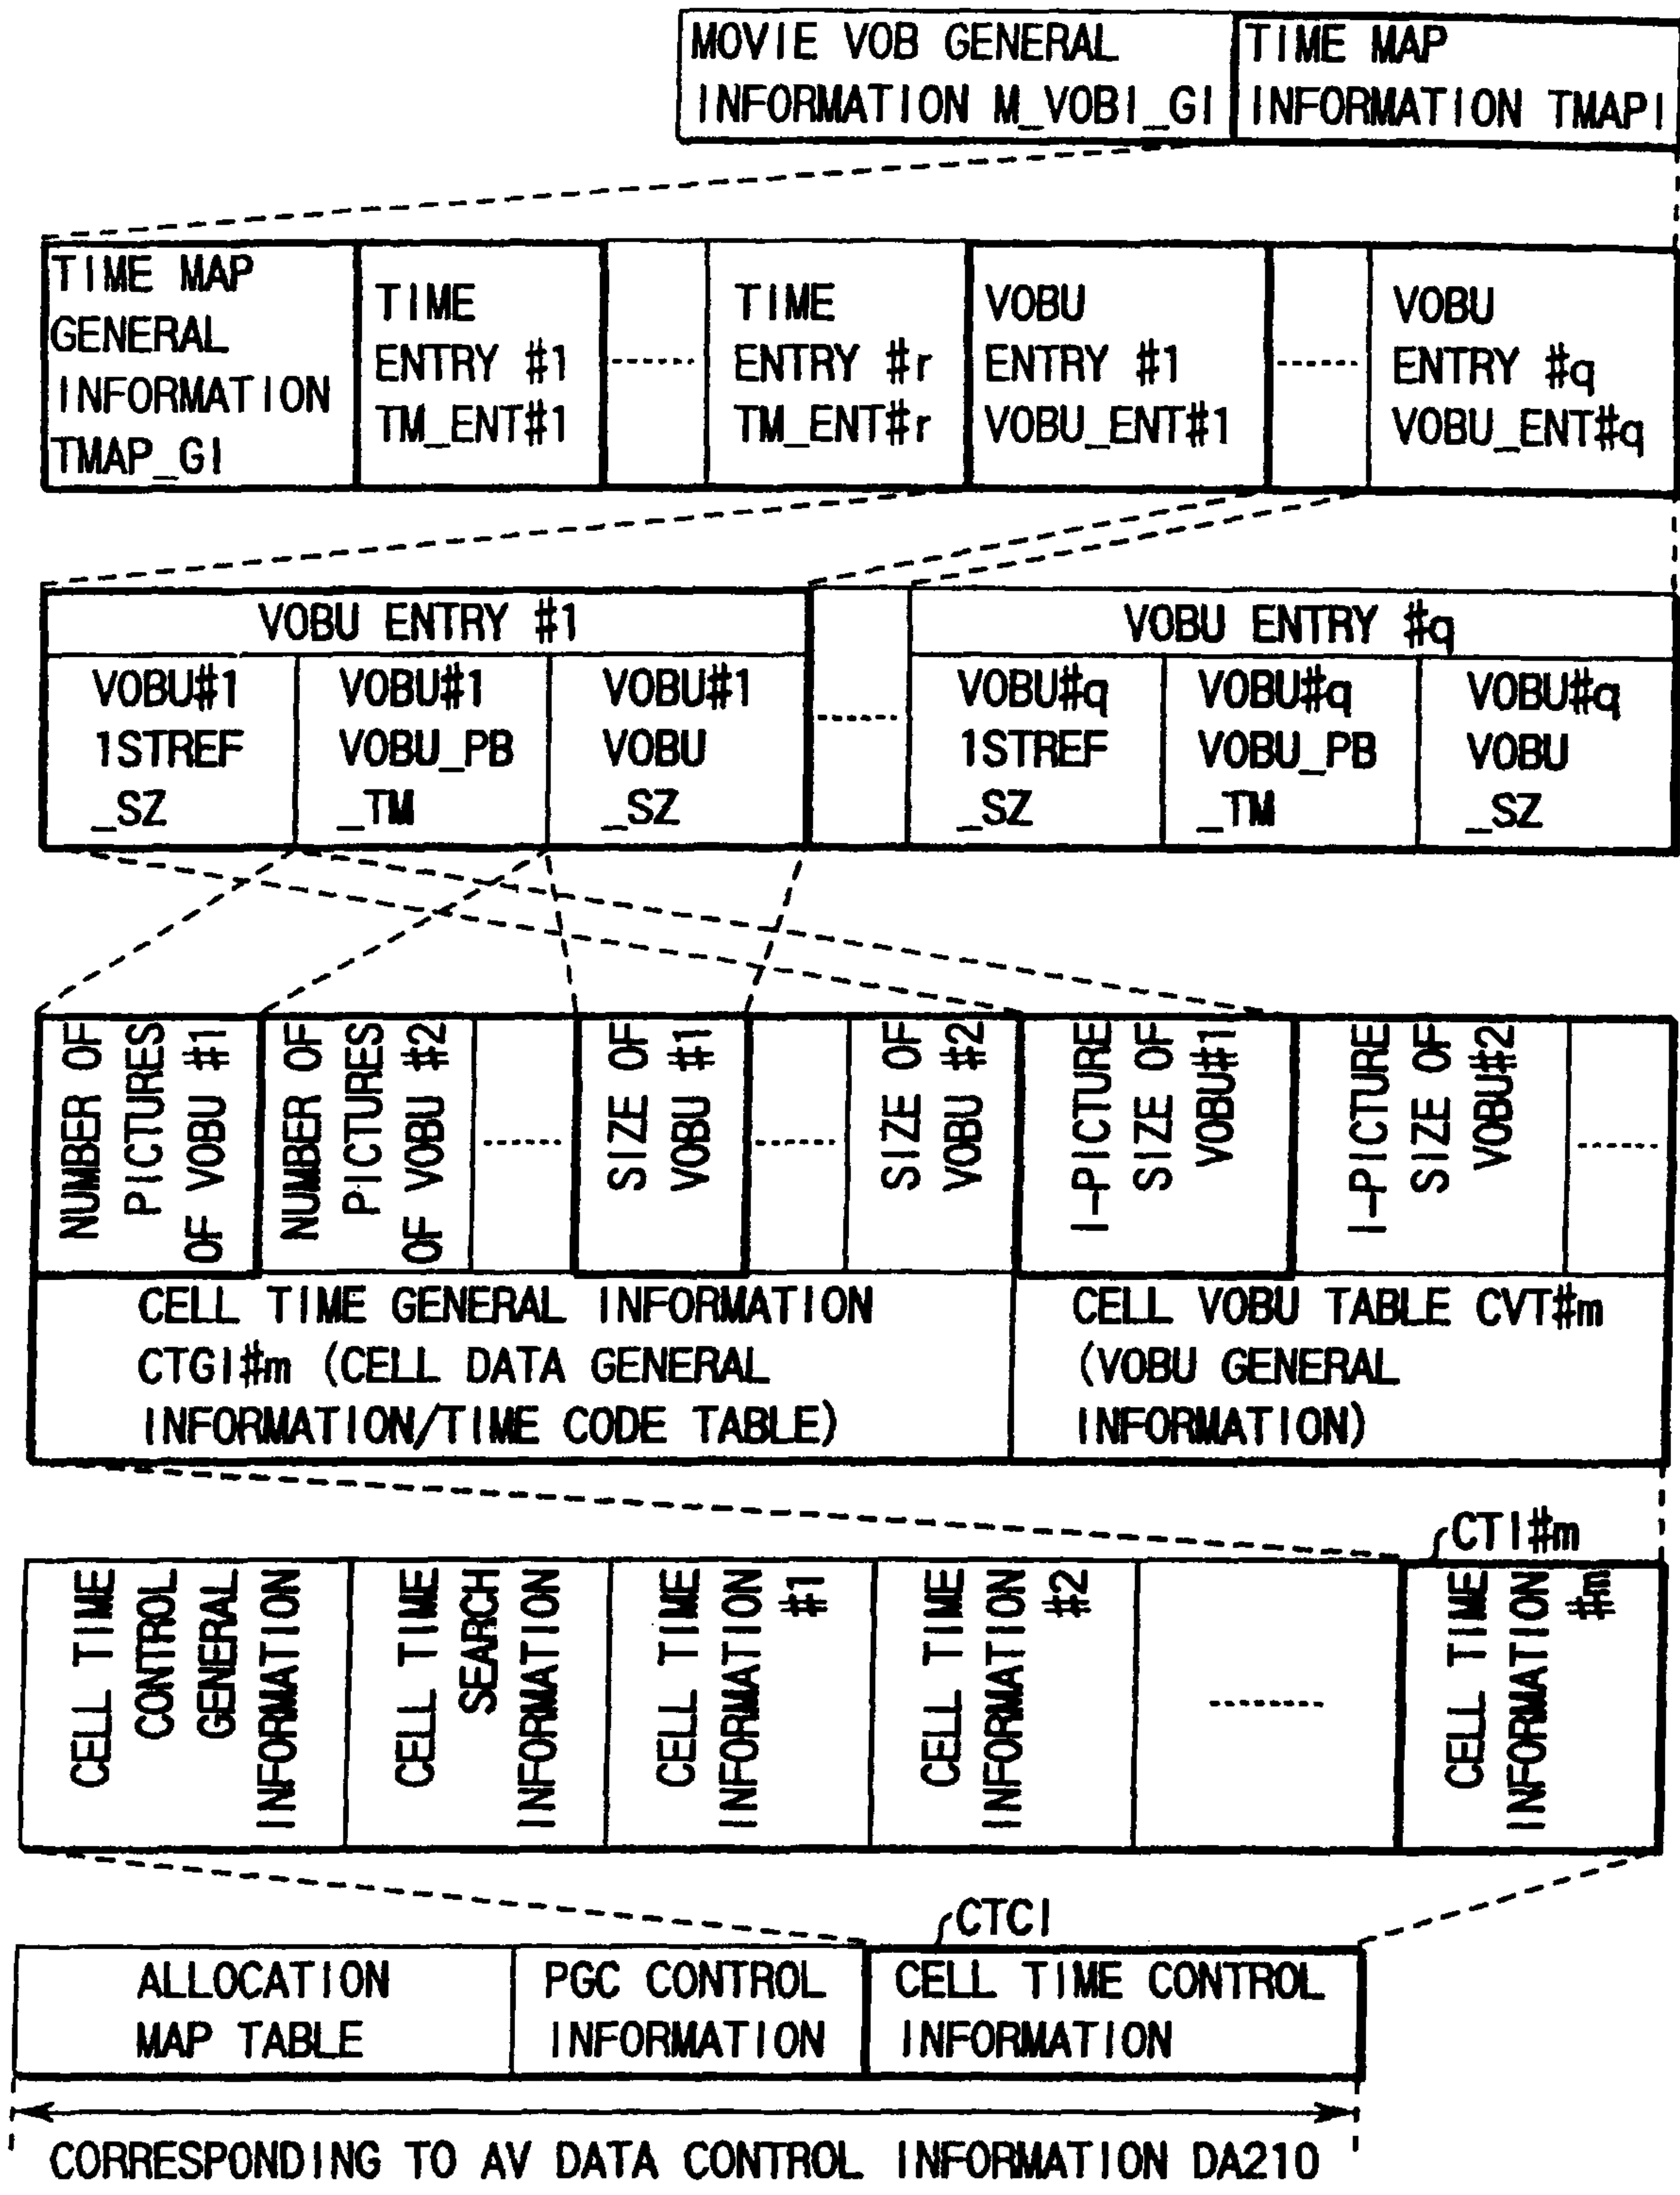 MOVIE VOB GENERAL
INFORMATION M_VOBI_GI
TIME MAP
INFORMATION TMAPI
TIME MAP
GENERAL
INFORMATION
TMAP_GI
TIME
ENTRY #1
TM_ENT#1
TIME
ENTRY #r
TM_ENT#r
VOBU
ENTRY #1
VOBU_ENT#1
VOBU
ENTRY #q
VOBU_ENT#q
VOBU ENTRY #1
VOBU#1
1STREF
_SZ
VOBU#1
VOBU_PB
_TM
VOBU#1
VOBU
_SZ
VOBU ENTRY #q
VOBU#q
1STREF
_SZ
VOBU#q
VOBU_PB
_TM
VOBU#q
VOBU
_SZ
NUMBER OF
PICTURES
OF VOBU #1
NUMBER OF
PICTURES
OF VOBU #2
SIZE OF
VOBU #1
SIZE OF
VOBU #2
I-PICTURE
SIZE OF
VOBU#1
I-PICTURE
SIZE OF
VOBU#2
CELL TIME GENERAL INFORMATION
CTGI#m (CELL DATA GENERAL
INFORMATION/TIME CODE TABLE)
CELL VOBU TABLE CVT#m
(VOBU GENERAL
INFORMATION)
CTI#m
CELL TIME
CONTROL
GENERAL
INFORMATION
CELL TIME
SEARCH
INFORMATION
CELL TIME
INFORMATION
#1
CELL TIME
INFORMATION
#2
CELL TIME
INFORMATION
#m
CTCI
ALLOCATION
MAP TABLE
PGC CONTROL
INFORMATION
CELL TIME CONTROL
INFORMATION
CORRESPONDING TO AV DATA CONTROL INFORMATION DA210